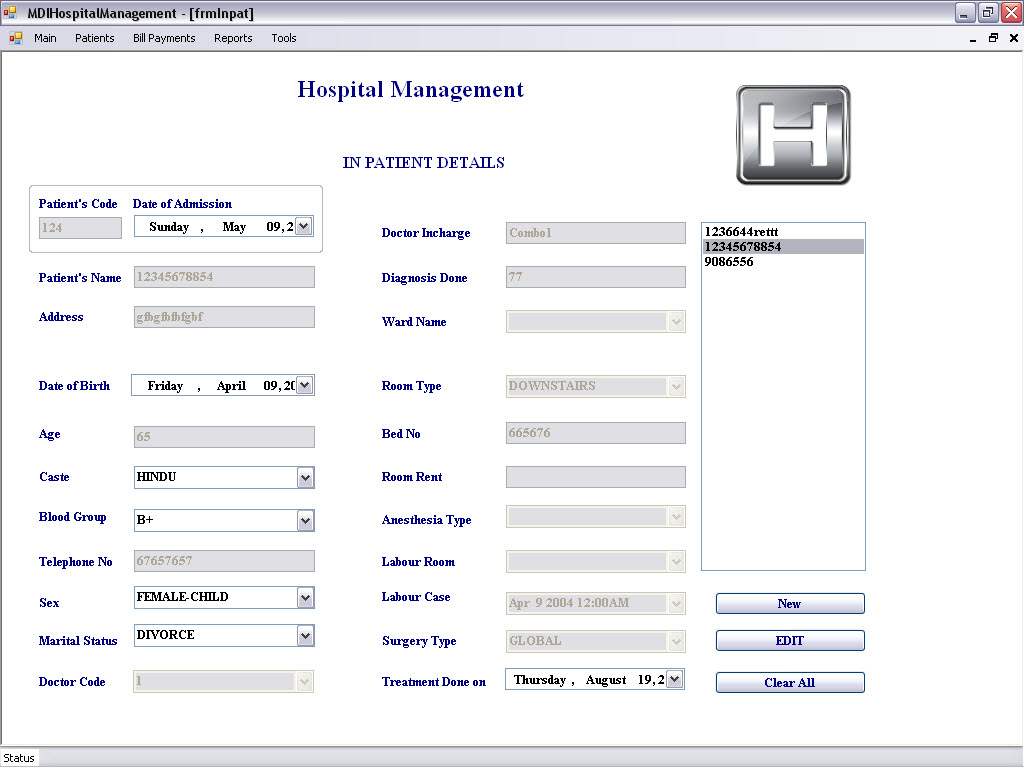 MDIHospitalManagement - [frmInpat]
Main Patients Bill Payments Reports Tools
Hospital Management
H
IN PATIENT DETAILS
Patient's Code Date of Admission
124 Sunday , May 09, 2
Patient's Name 12345678854
Address gfbgfbfbfgbf
Date of Birth Friday , April 09, 20
Age 65
Caste HINDU
Blood Group B+
Telephone No 67657657
Sex FEMALE-CHILD
Marital Status DIVORCE
Doctor Code 1
Doctor Incharge Combo1
Diagnosis Done 77
Ward Name
Room Type DOWNSTAIRS
Bed No 665676
Room Rent
Anesthesia Type
Labour Room
Labour Case Apr 9 2004 12:00AM
Surgery Type GLOBAL
Treatment Done on Thursday , August 19, 2
1236644rettt
12345678854
9086556
New
EDIT
Clear All
Status